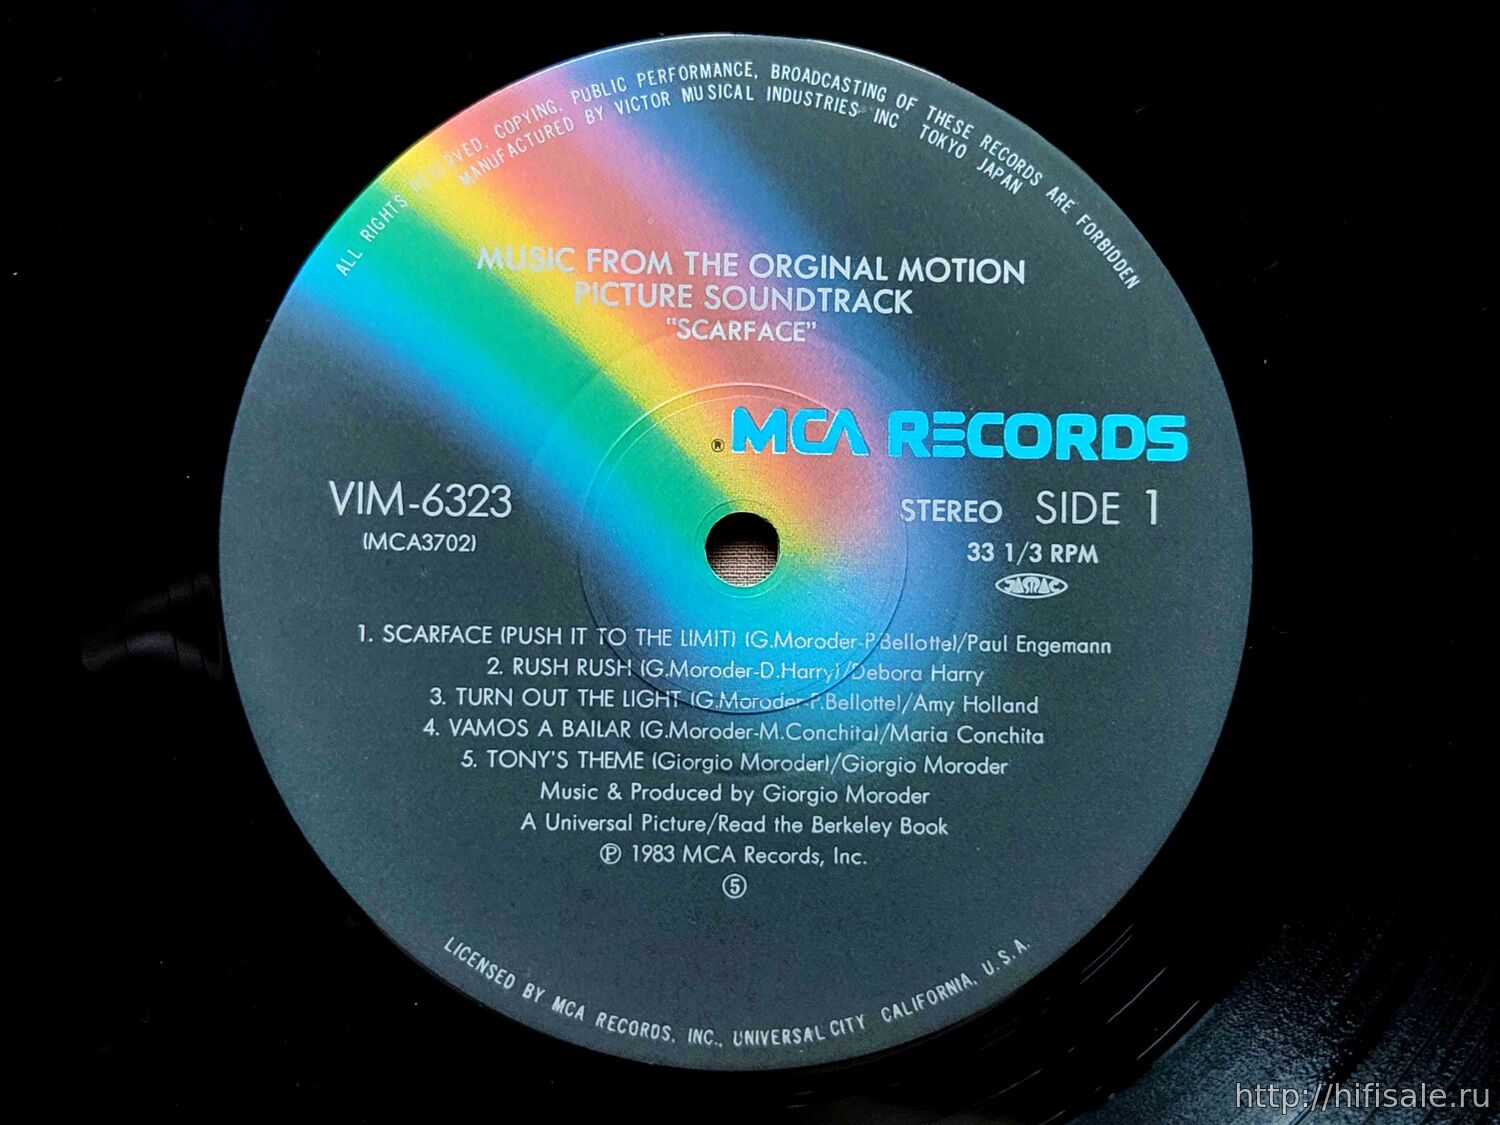 ALL RIGHTS RESERVED, COPYING, PUBLIC PERFORMANCE, BROADCASTING OF THESE RECORDS ARE FORBIDDEN
MANUFACTURED BY VICTOR MUSICAL INDUSTRIES INC TOKYO JAPAN
MUSIC FROM THE ORGINAL MOTION
PICTURE SOUNDTRACK
"SCARFACE"
® MCA RECORDS
VIM-6323
(MCA3702)
STEREO SIDE 1
33 1/3 RPM
JASRAC
1. SCARFACE (PUSH IT TO THE LIMIT) (G.Moroder-P.Bellotte)/Paul Engemann
2. RUSH RUSH (G.Moroder-D.Harry)/Debora Harry
3. TURN OUT THE LIGHT (G.Moroder-P.Bellotte)/Amy Holland
4. VAMOS A BAILAR (G.Moroder-M.Conchita)/Maria Conchita
5. TONY'S THEME (Giorgio Moroder)/Giorgio Moroder
Music & Produced by Giorgio Moroder
A Universal Picture/Read the Berkeley Book
℗ 1983 MCA Records, Inc.
⑤
LICENSED BY MCA RECORDS, INC., UNIVERSAL CITY CALIFORNIA, U.S.A.
http://hifisale.ru